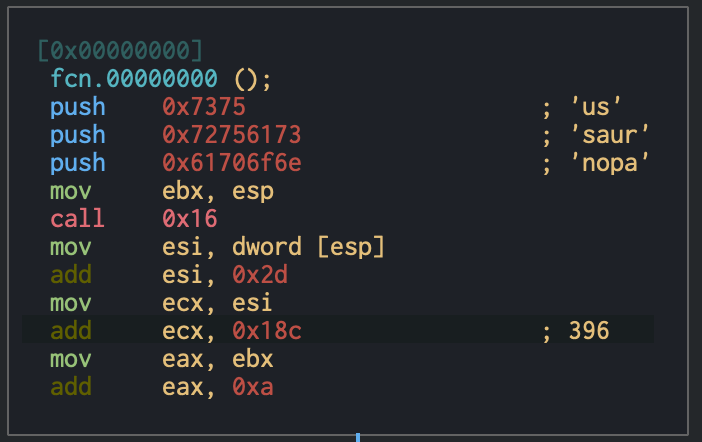 [0x00000000]
fcn.00000000 ();
push 0x7375 ; 'us'
push 0x72756173 ; 'saur'
push 0x61706f6e ; 'nopa'
mov ebx, esp
call 0x16
mov esi, dword [esp]
add esi, 0x2d
mov ecx, esi
add ecx, 0x18c ; 396
mov eax, ebx
add eax, 0xa